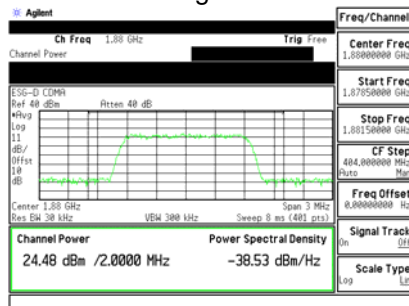 Agilent
Freq/Channel
Ch Freq 1.88 GHz Trig Free
Channel Power
Center Freq
1.88000000 GHz
Start Freq
1.87850000 GHz
Stop Freq
1.88150000 GHz
CF Step
404.000000 MHz
Auto Man
Freq Offset
0.00000000 Hz
Signal Track
On Off
Scale Type
Log Lin
ESG-D CDMA
Ref 40 dBm Atten 40 dB
#Avg
Log
11
dB/
Offst
10
dB
Center 1.88 GHz Span 3 MHz
Res BW 30 kHz VBW 300 kHz Sweep 8 ms (401 pts)
Channel Power Power Spectral Density
24.48 dBm /2.0000 MHz -38.53 dBm/Hz